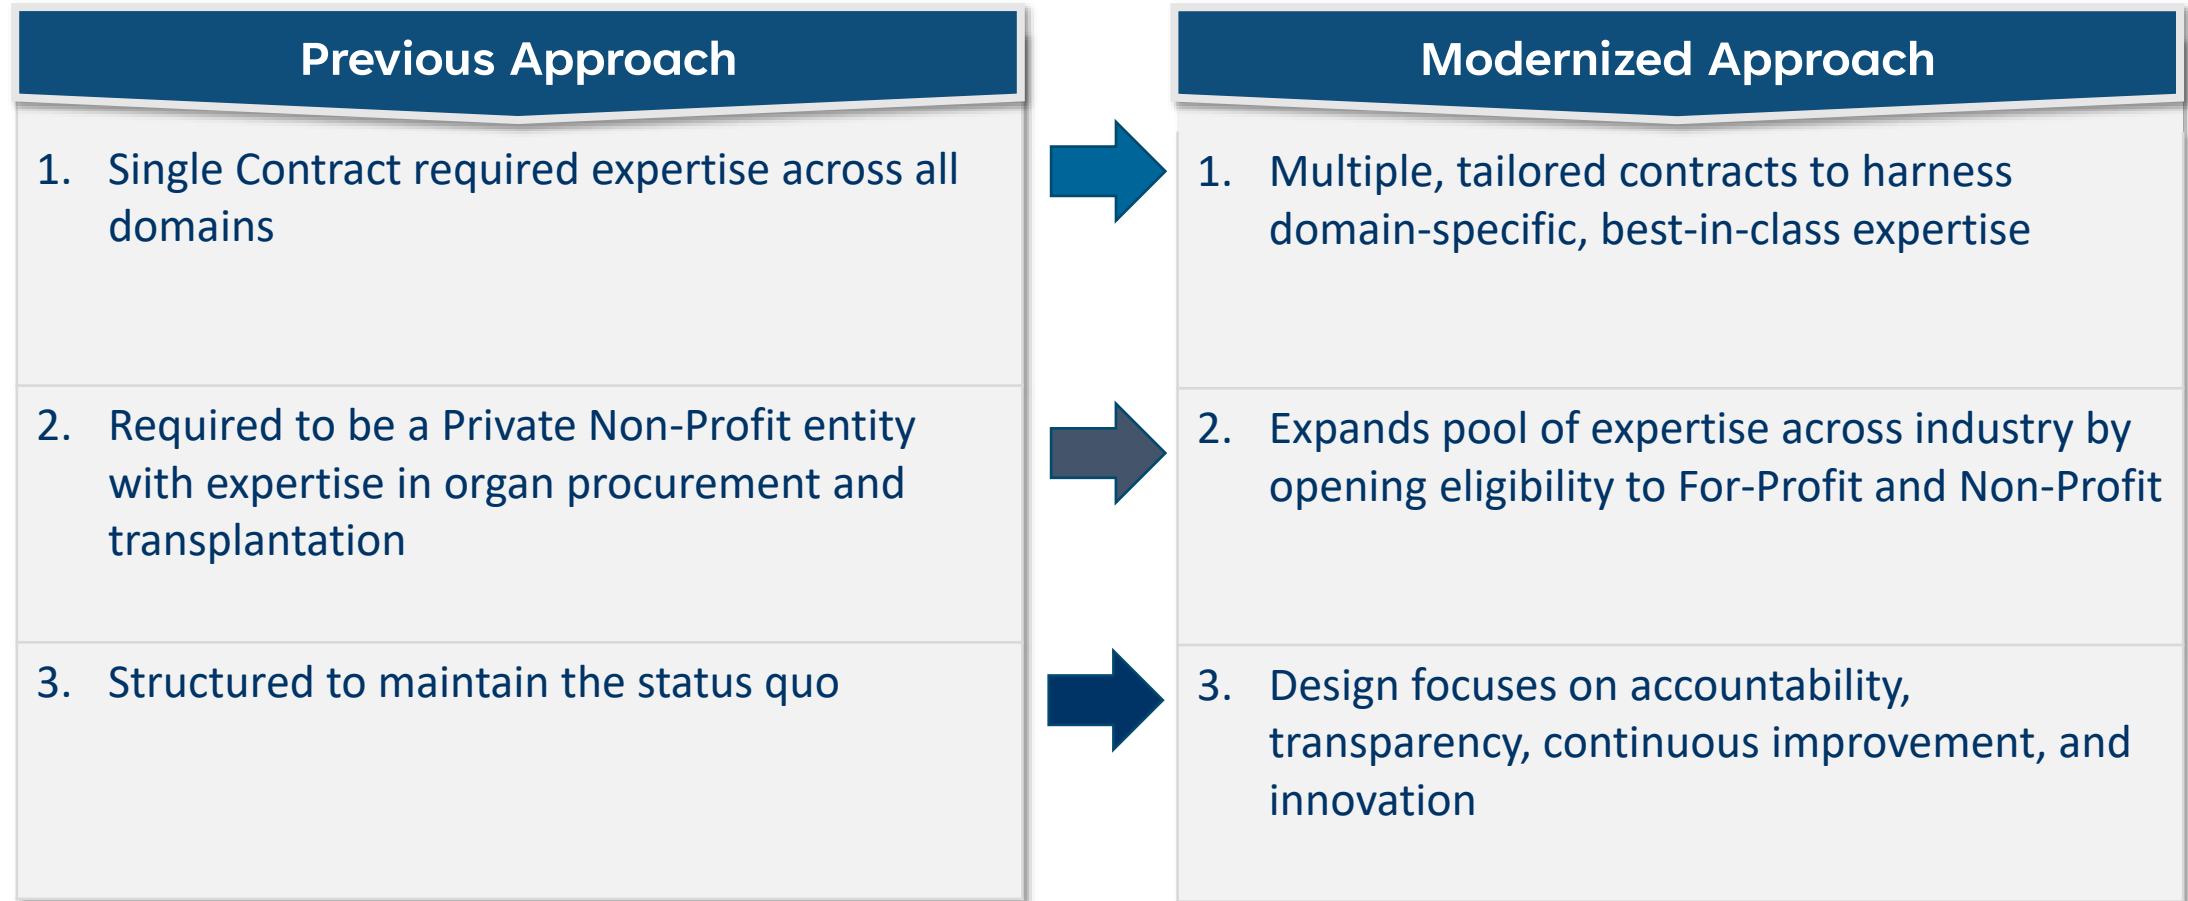 Previous Approach
1. Single Contract required expertise across all
domains
2. Required to be a Private Non-Profit entity
with expertise in organ procurement and
transplantation
3. Structured to maintain the status quo
Modernized Approach
1. Multiple, tailored contracts to harness
domain-specific, best-in-class expertise
2. Expands pool of expertise across industry by
opening eligibility to For-Profit and Non-Profit
3. Design focuses on accountability,
transparency, continuous improvement, and
innovation